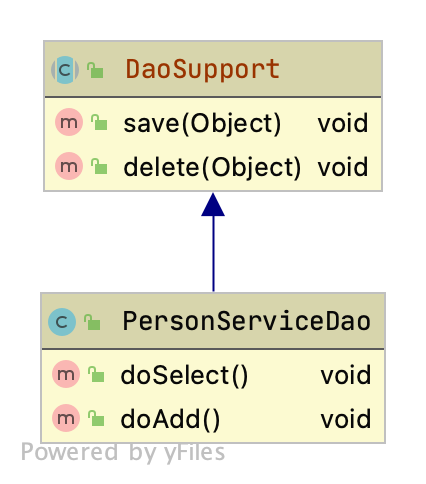 C DaoSupport
m save(Object) void
m delete(Object) void
C PersonServiceDao
m doSelect() void
m doAdd() void
Powered by yFiles